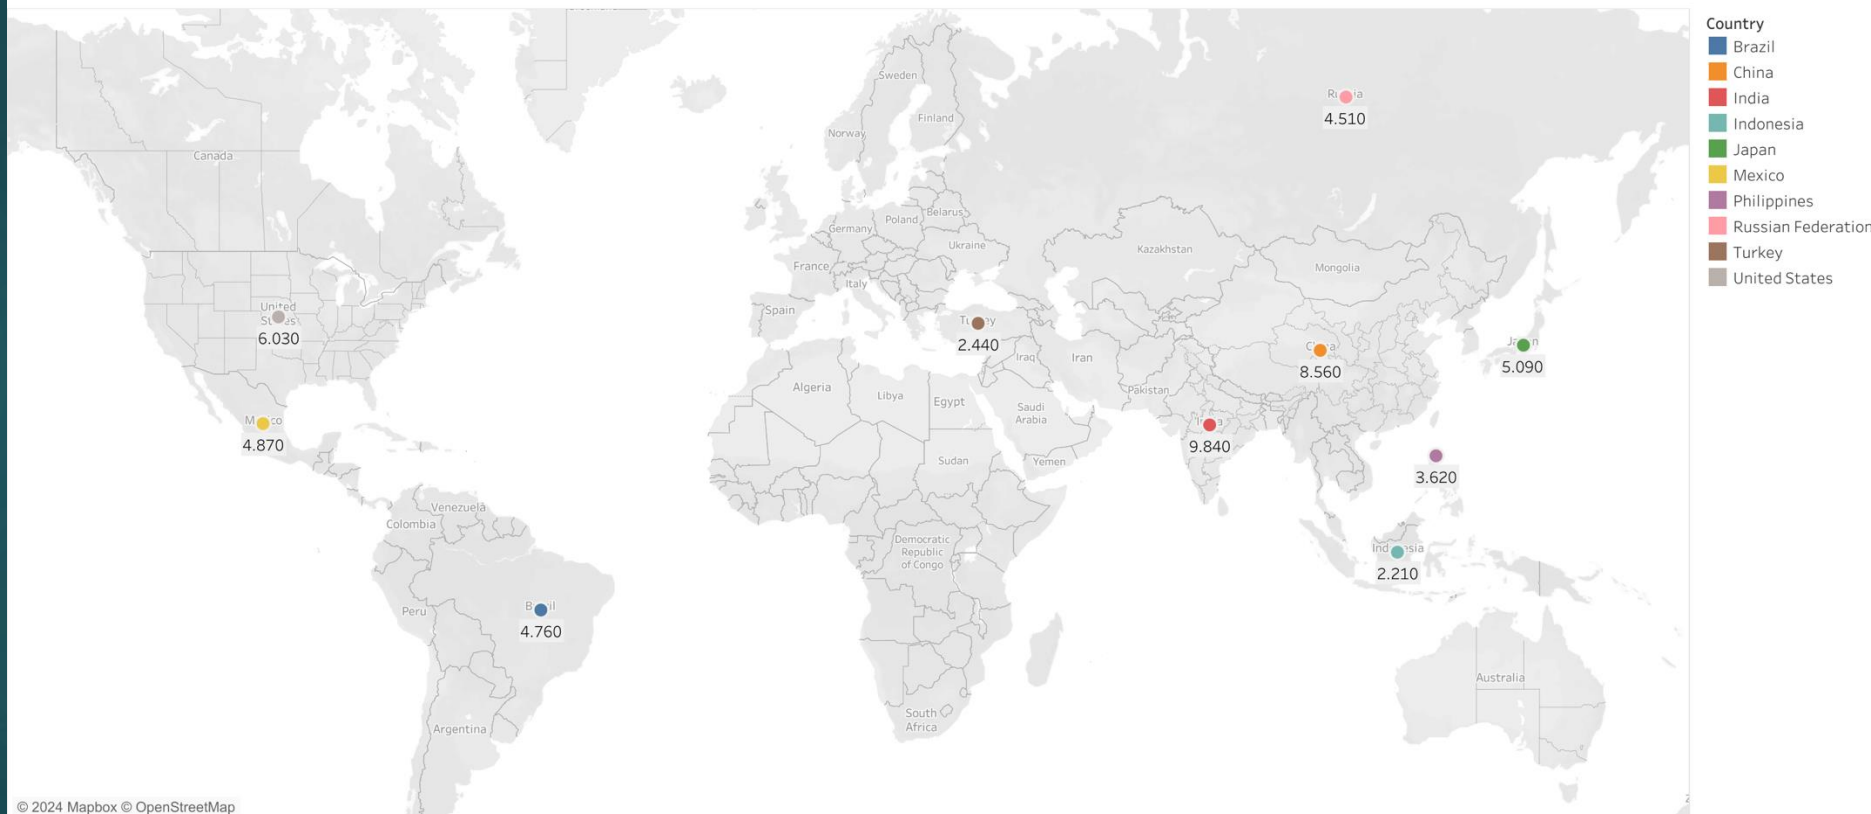 Country
Brazil
China
India
Indonesia
Japan
Mexico
Philippines
Russian Federation
Turkey
United States
4.510
Sweden
Finland
Norway
Canada
Poland
Belarus
Germany
Ukraine
France
Kazakhstan
Mongolia
Italy
Spain
United
6.030
2.440
8.560
5.090
Iraq
Iran
Pakistan
Algeria
Libya
Egypt
Saudi
Arabia
4.870
9.840
Sudan
Yemen
3.620
Venezuela
Colombia
Democratic
Republic
of Congo
2.210
Peru
4.760
Australia
South
Africa
Argentina
© 2024 Mapbox © OpenStreetMap